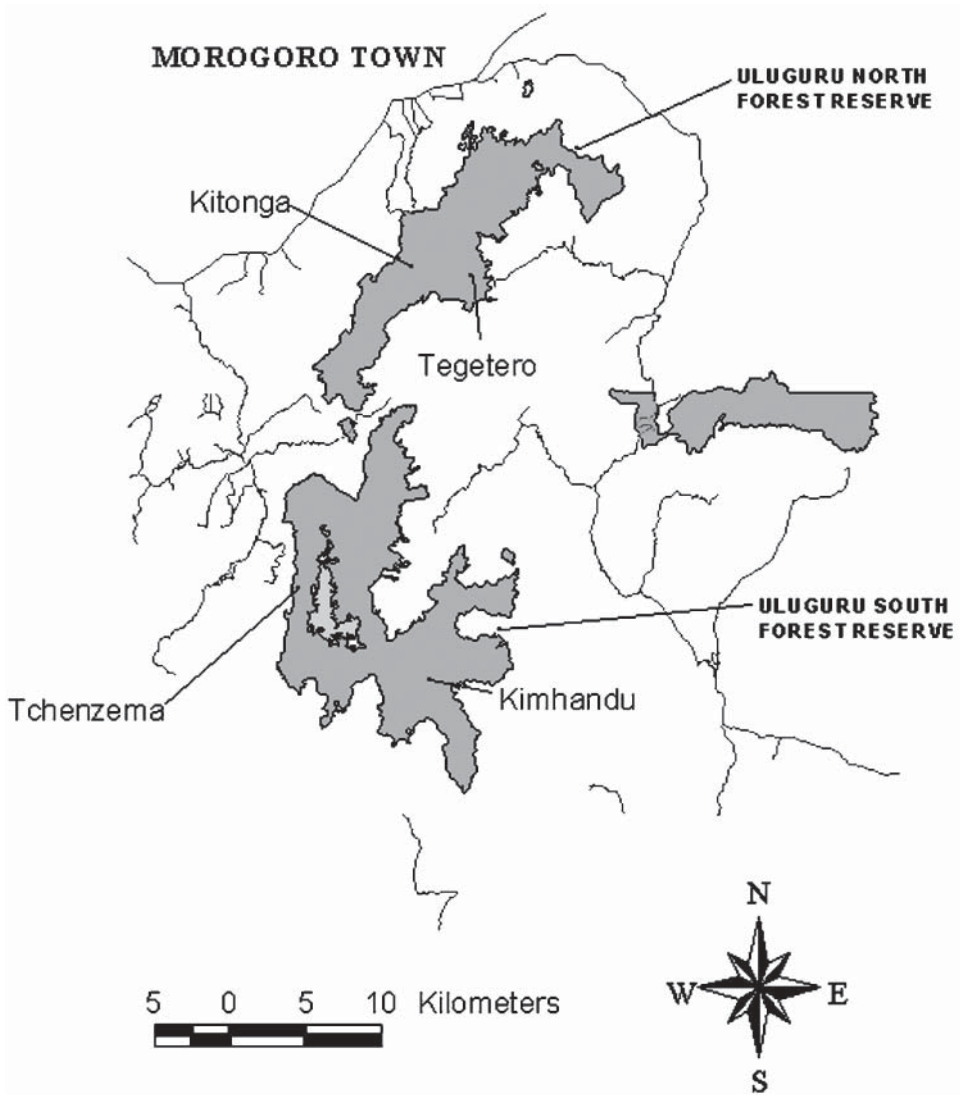 MOROGORO TOWN
ULUGURU NORTH
FOREST RESERVE
Kitonga
Tegetero
ULUGURU SOUTH
FOREST RESERVE
Tchenzema
Kimhandu
N
W
E
S
5 0 5 10 Kilometers